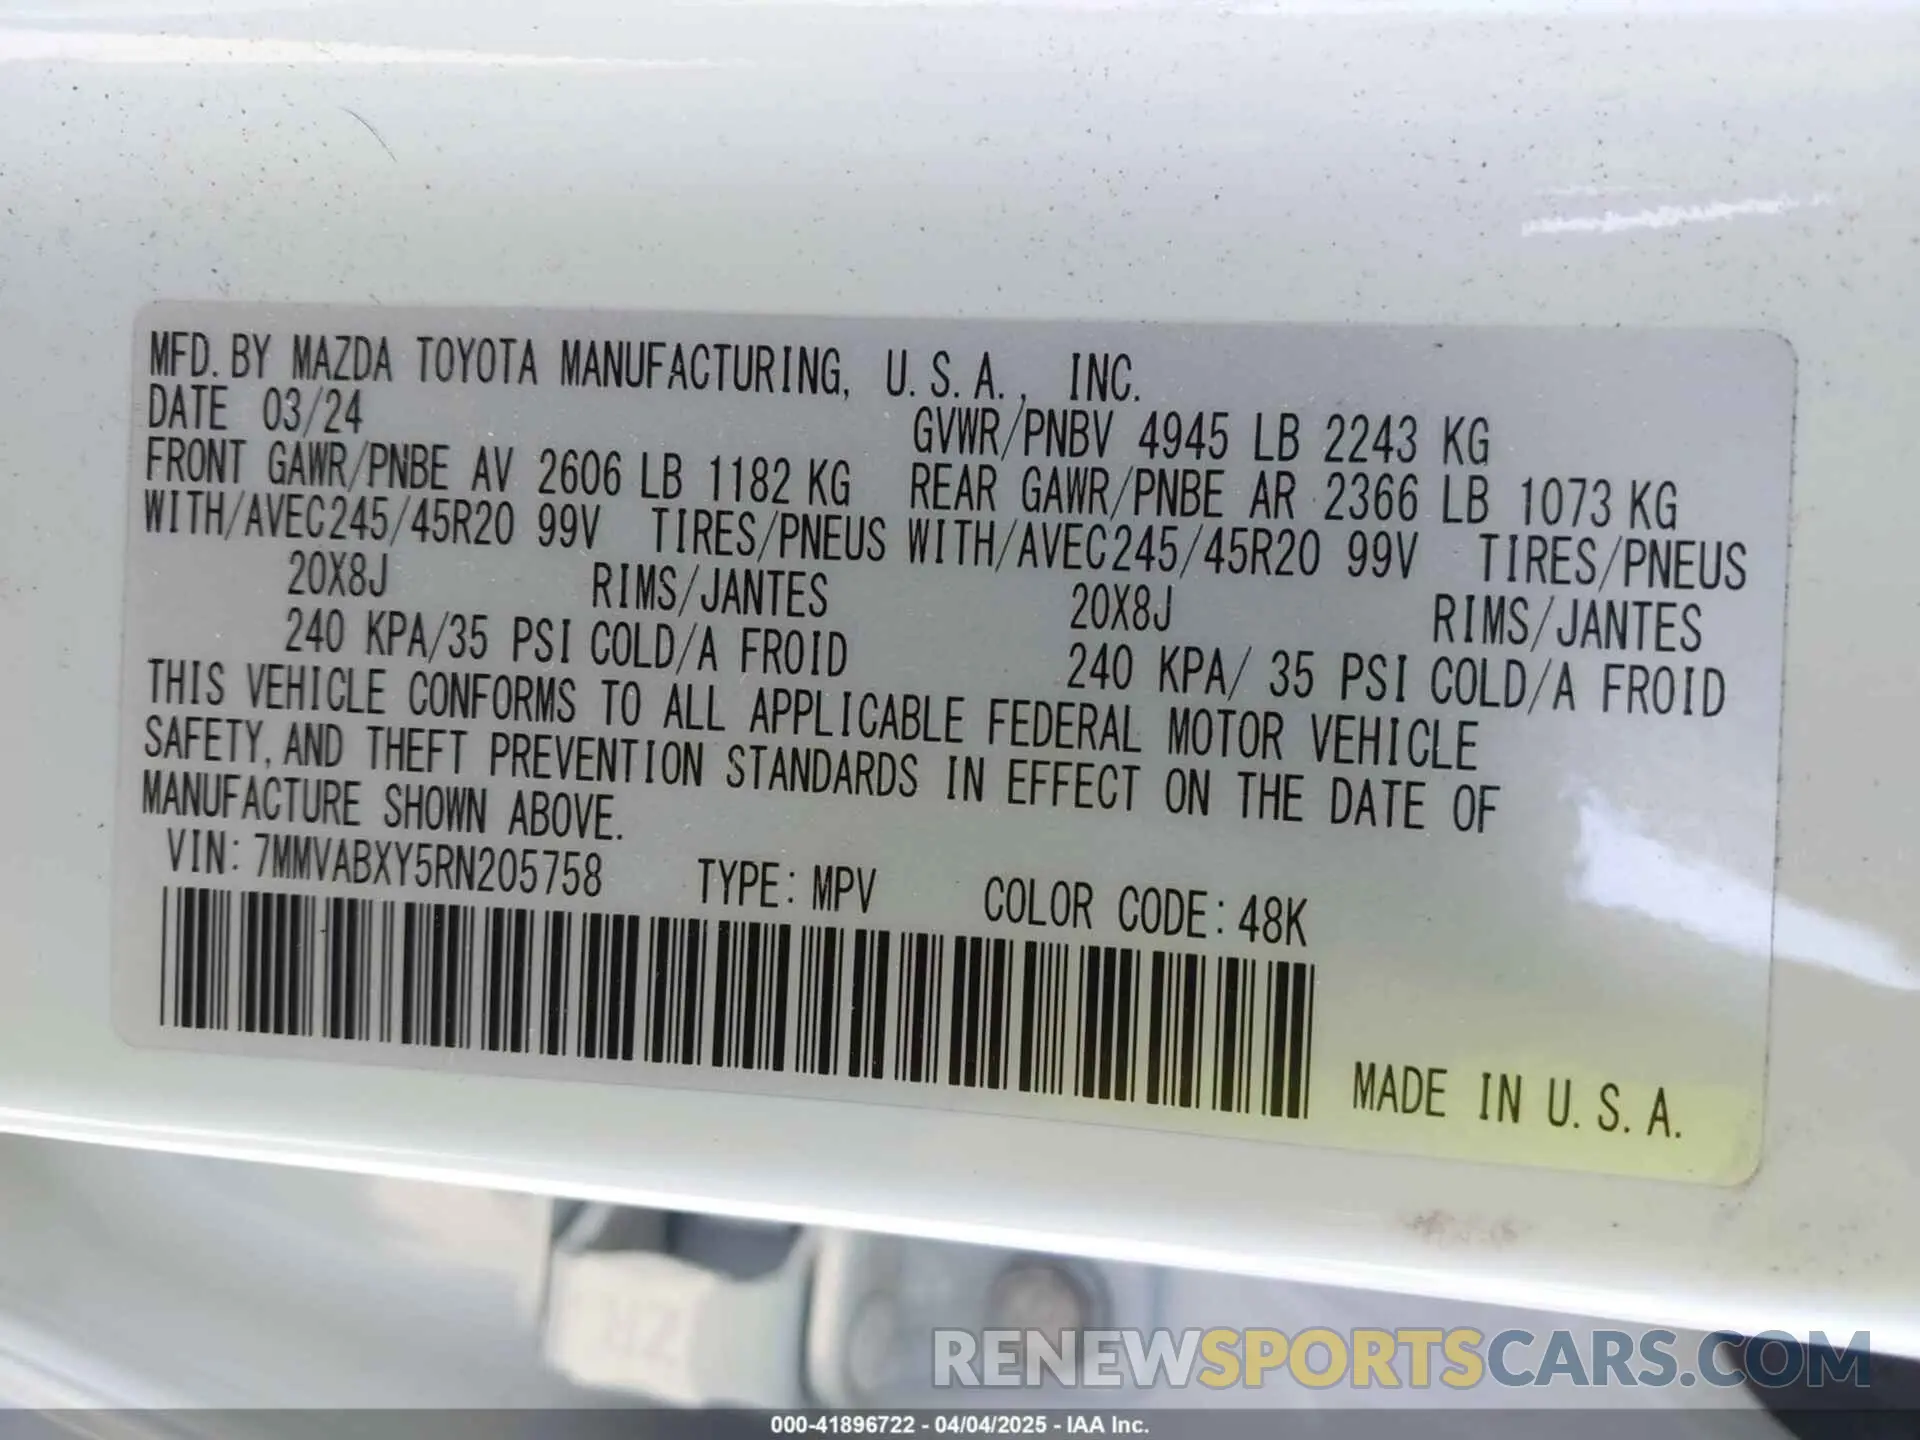 MFD. BY MAZDA TOYOTA MANUFACTURING, U.S.A., INC.
DATE 03/24 GVWR/PNBV 4945 LB 2243 KG
FRONT GAWR/PNBE AV 2606 LB 1182 KG REAR GAWR/PNBE AR 2366 LB 1073 KG
WITH/AVEC245/45R20 99V TIRES/PNEUS WITH/AVEC245/45R20 99V TIRES/PNEUS
20X8J RIMS/JANTES 20X8J RIMS/JANTES
240 KPA/35 PSI COLD/A FROID 240 KPA/ 35 PSI COLD/A FROID
THIS VEHICLE CONFORMS TO ALL APPLICABLE FEDERAL MOTOR VEHICLE
SAFETY, AND THEFT PREVENTION STANDARDS IN EFFECT ON THE DATE OF
MANUFACTURE SHOWN ABOVE.
VIN: 7MMVABXY5RN205758 TYPE: MPV COLOR CODE: 48K
MADE IN U.S.A.
RENEWSPORTSCARS.COM
000-41896722 - 04/04/2025 - IAA Inc.